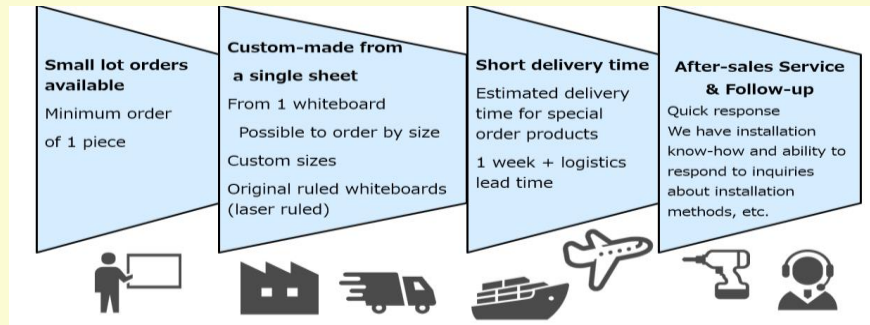 Small lot orders
available
Minimum order
of 1 piece
Custom-made from
a single sheet
From 1 whiteboard
Possible to order by size
Custom sizes
Original ruled whiteboards
(laser ruled)
Short delivery time
Estimated delivery
time for special
order products
1 week + logistics
lead time
After-sales Service
& Follow-up
Quick response
We have installation
know-how and ability to
respond to inquiries
about installation
methods, etc.